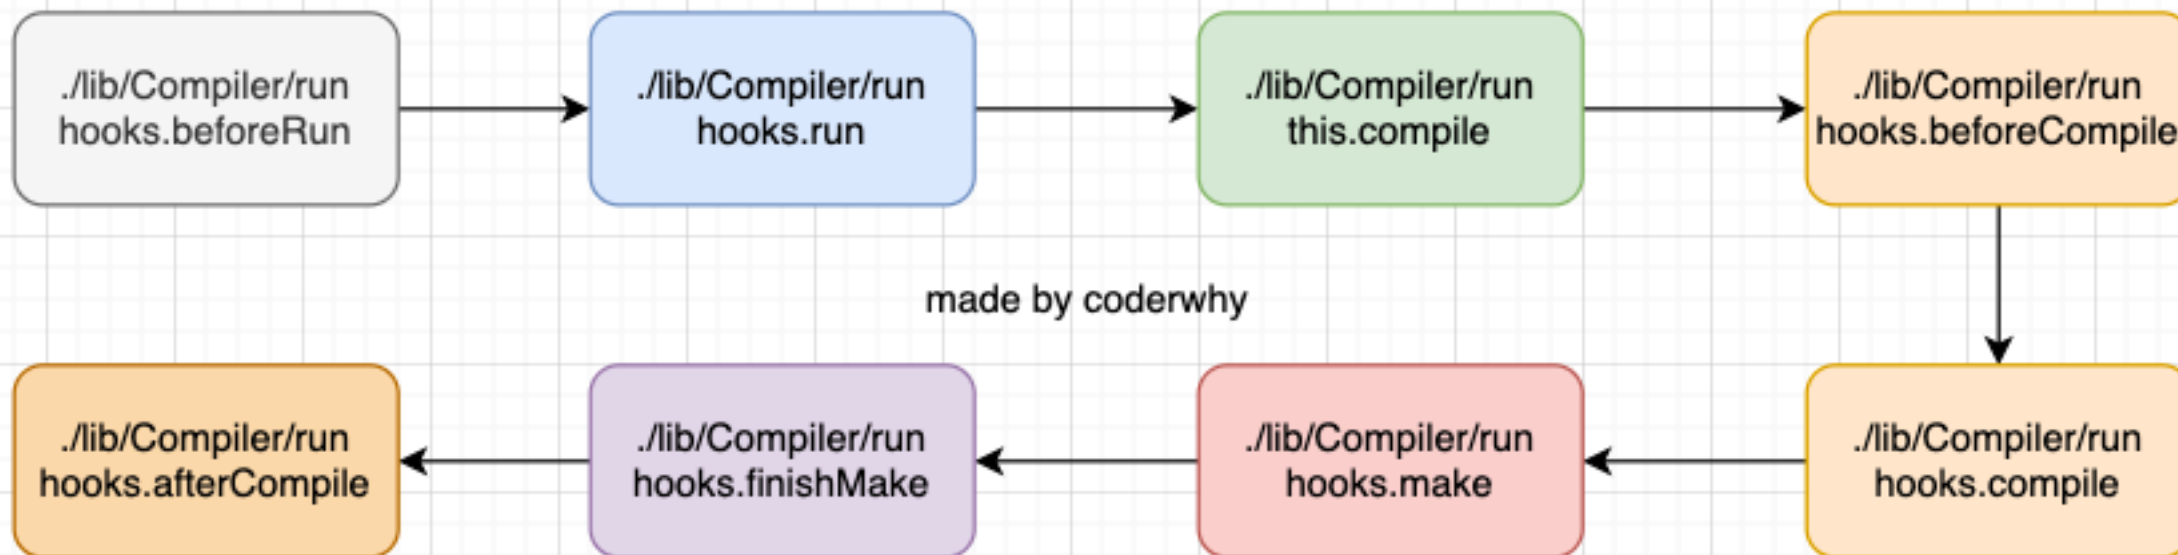 ./lib/Compiler/run
hooks.beforeRun
./lib/Compiler/run
hooks.run
./lib/Compiler/run
this.compile
./lib/Compiler/run
hooks.beforeCompile
made by coderwhy
./lib/Compiler/run
hooks.afterCompile
./lib/Compiler/run
hooks.finishMake
./lib/Compiler/run
hooks.make
./lib/Compiler/run
hooks.compile